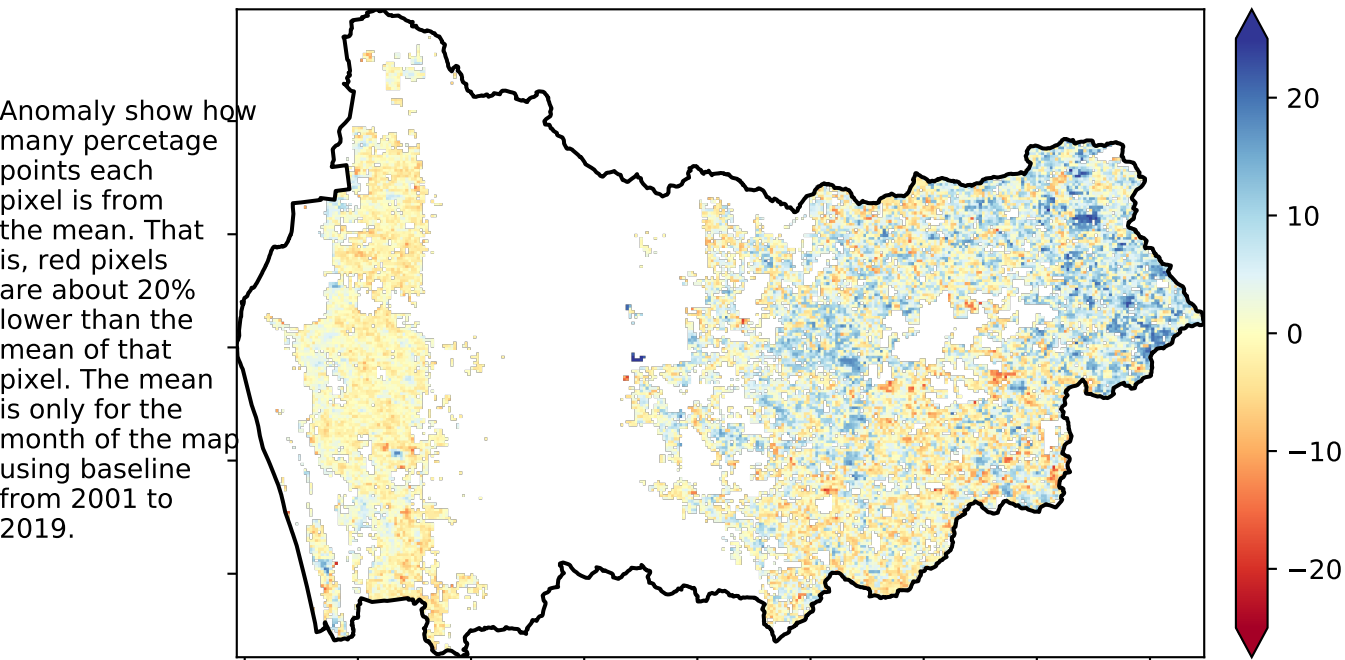 Anomaly show how
many percetage
points each
pixel is from
the mean. That
is, red pixels
are about 20%
lower than the
mean of that
pixel. The mean
is only for the
month of the map
using baseline
from 2001 to
2019.
20
10
0
−10
−20